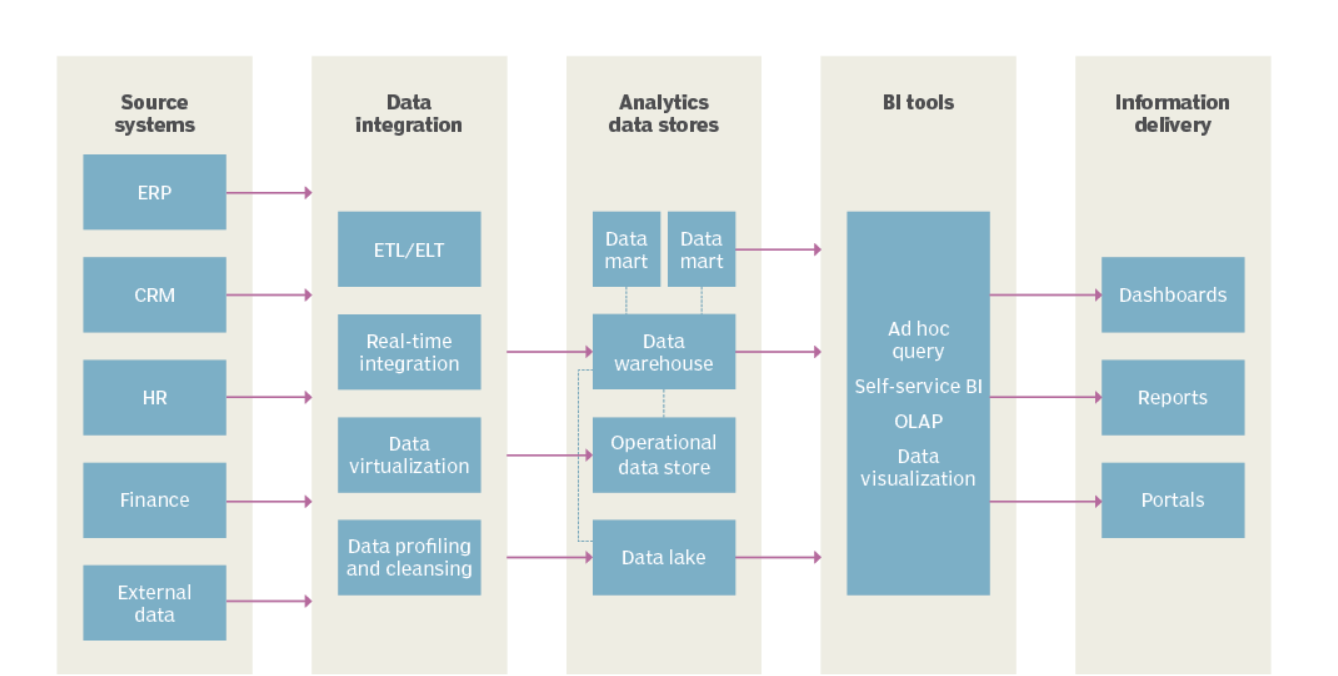 Source
systems
ERP
CRM
HR
Finance
External
data
Data
integration
ETL/ELT
Real-time
integration
Data
virtualization
Data profiling
and cleansing
Analytics
data stores
Data
mart
Data
mart
Data
warehouse
Operational
data store
Data lake
BI tools
Ad hoc
query
Self-service BI
OLAP
Data
visualization
Information
delivery
Dashboards
Reports
Portals